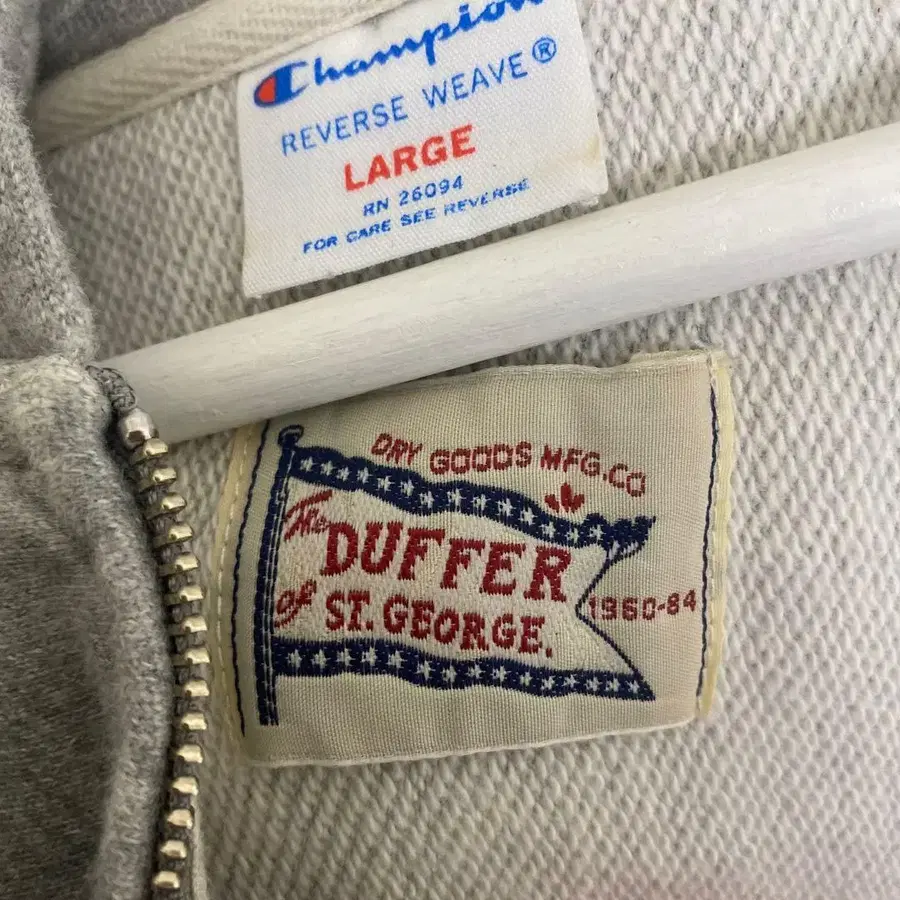 Champion
REVERSE WEAVE®
LARGE
RN 26094
FOR CARE SEE REVERSE
DRY GOODS MFG.CO
The
DUFFER
of ST. GEORGE.
1960-84